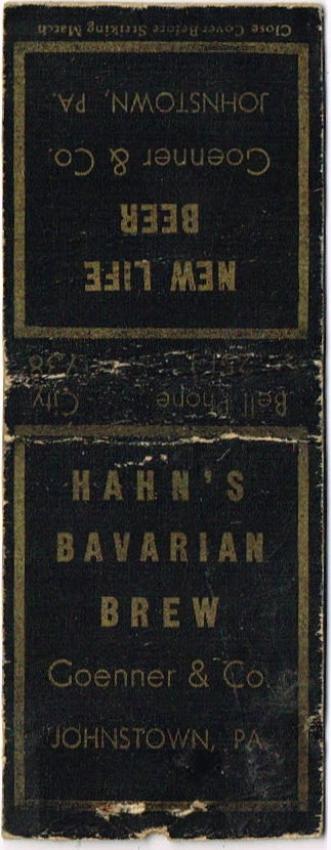 NEW LIFE
BEER
Goenner & Co.
JOHNSTOWN, PA.
Close Cover Before Striking Match
Bell Phone City
HAHN'S
BAVARIAN
BREW
Goenner & Co.
JOHNSTOWN, PA.